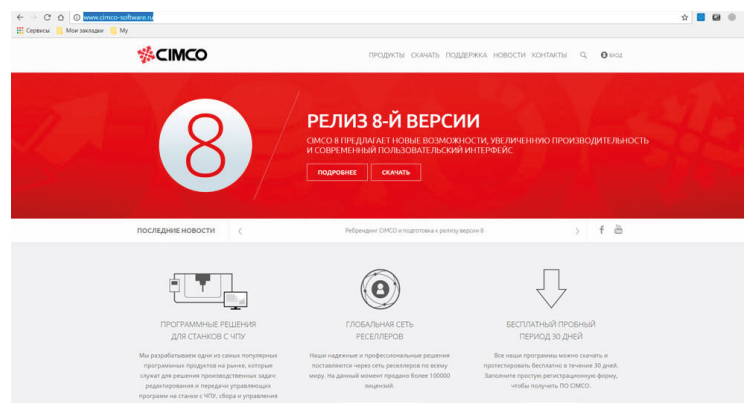 www.cimco-software.ru
Сервисы Мои закладки My
CIMCO
ПРОДУКТЫ СКАЧАТЬ ПОДДЕРЖКА НОВОСТИ КОНТАКТЫ ВХОД
8
РЕЛИЗ 8-Й ВЕРСИИ
CIMCO 8 ПРЕДЛАГАЕТ НОВЫЕ ВОЗМОЖНОСТИ, УВЕЛИЧЕННУЮ ПРОИЗВОДИТЕЛЬНОСТЬ
И СОВРЕМЕННЫЙ ПОЛЬЗОВАТЕЛЬСКИЙ ИНТЕРФЕЙС
ПОДРОБНЕЕ СКАЧАТЬ
ПОСЛЕДНИЕ НОВОСТИ
Ребрендинг CIMCO и подготовка к релизу версии 8
ПРОГРАММНЫЕ РЕШЕНИЯ
ДЛЯ СТАНКОВ С ЧПУ
Мы разрабатываем одни из самых популярных
программных продуктов на рынке, которые
служат для решения производственных задач:
редактирования и передачи управляющих
программ на станки с ЧПУ, сбора и управления
ГЛОБАЛЬНАЯ СЕТЬ
РЕСЕЛЛЕРОВ
Наши надежные и профессиональные решения
поставляются через сеть реселлеров по всему
миру. На данный момент продано более 100000
лицензий.
БЕСПЛАТНЫЙ ПРОБНЫЙ
ПЕРИОД 30 ДНЕЙ
Все наши программы можно скачать и
протестировать бесплатно в течение 30 дней.
Заполните простую регистрационную форму,
чтобы получить ПО CIMCO.